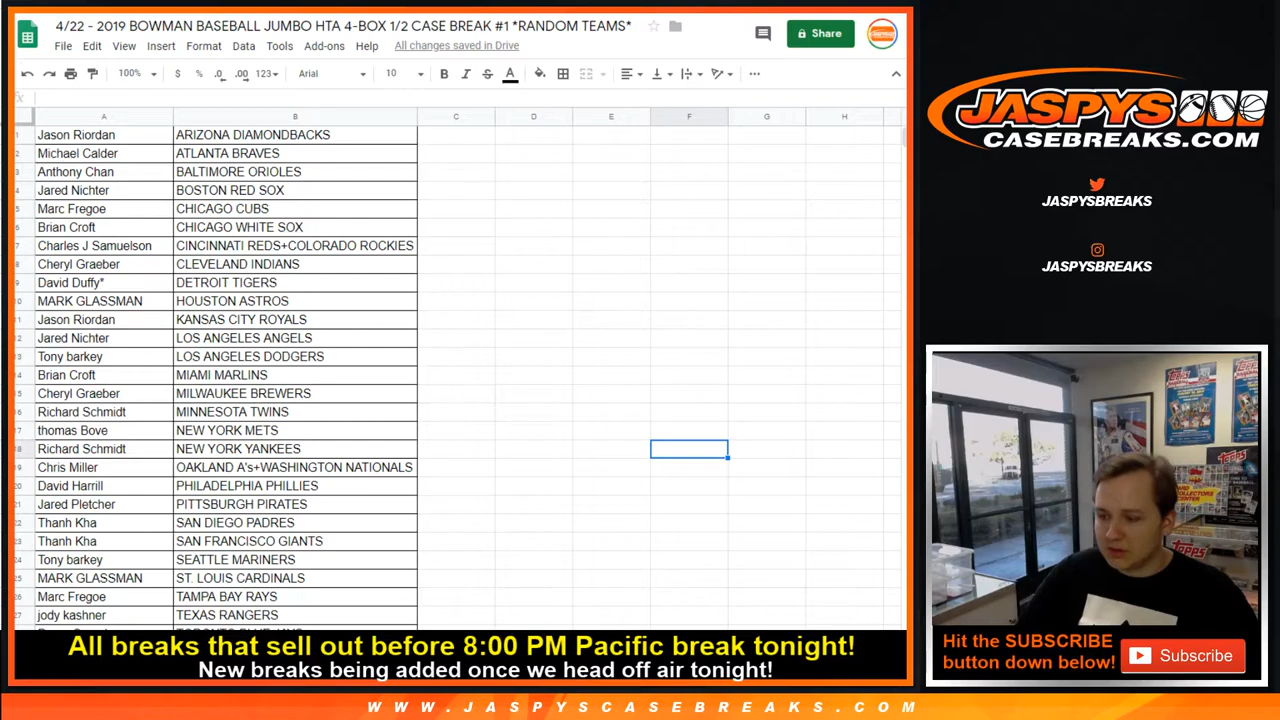 4/22 - 2019 BOWMAN BASEBALL JUMBO HTA 4-BOX 1/2 CASE BREAK #1 *RANDOM TEAMS*
File Edit View Insert Format Data Tools Add-ons Help All changes saved in Drive
Share
100% $ % .0 .00 123 Arial 10 B I S A
A B C D E F G H
1 Jason Riordan ARIZONA DIAMONDBACKS
2 Michael Calder ATLANTA BRAVES
3 Anthony Chan BALTIMORE ORIOLES
4 Jared Nichter BOSTON RED SOX
5 Marc Fregoe CHICAGO CUBS
6 Brian Croft CHICAGO WHITE SOX
7 Charles J Samuelson CINCINNATI REDS+COLORADO ROCKIES
8 Cheryl Graeber CLEVELAND INDIANS
9 David Duffy* DETROIT TIGERS
10 MARK GLASSMAN HOUSTON ASTROS
11 Jason Riordan KANSAS CITY ROYALS
12 Jared Nichter LOS ANGELES ANGELS
13 Tony barkey LOS ANGELES DODGERS
14 Brian Croft MIAMI MARLINS
15 Cheryl Graeber MILWAUKEE BREWERS
16 Richard Schmidt MINNESOTA TWINS
17 thomas Bove NEW YORK METS
18 Richard Schmidt NEW YORK YANKEES
19 Chris Miller OAKLAND A's+WASHINGTON NATIONALS
20 David Harrill PHILADELPHIA PHILLIES
21 Jared Pletcher PITTSBURGH PIRATES
22 Thanh Kha SAN DIEGO PADRES
23 Thanh Kha SAN FRANCISCO GIANTS
24 Tony barkey SEATTLE MARINERS
25 MARK GLASSMAN ST. LOUIS CARDINALS
26 Marc Fregoe TAMPA BAY RAYS
27 jody kashner TEXAS RANGERS
All breaks that sell out before 8:00 PM Pacific break tonight!
New breaks being added once we head off air tonight!
JASPYS
CASEBREAKS.COM
JASPYSBREAKS
JASPYSBREAKS
TOPPS
TOPPS
Hit the SUBSCRIBE
button down below!
Subscribe
WWW.JASPYSCASEBREAKS.COM